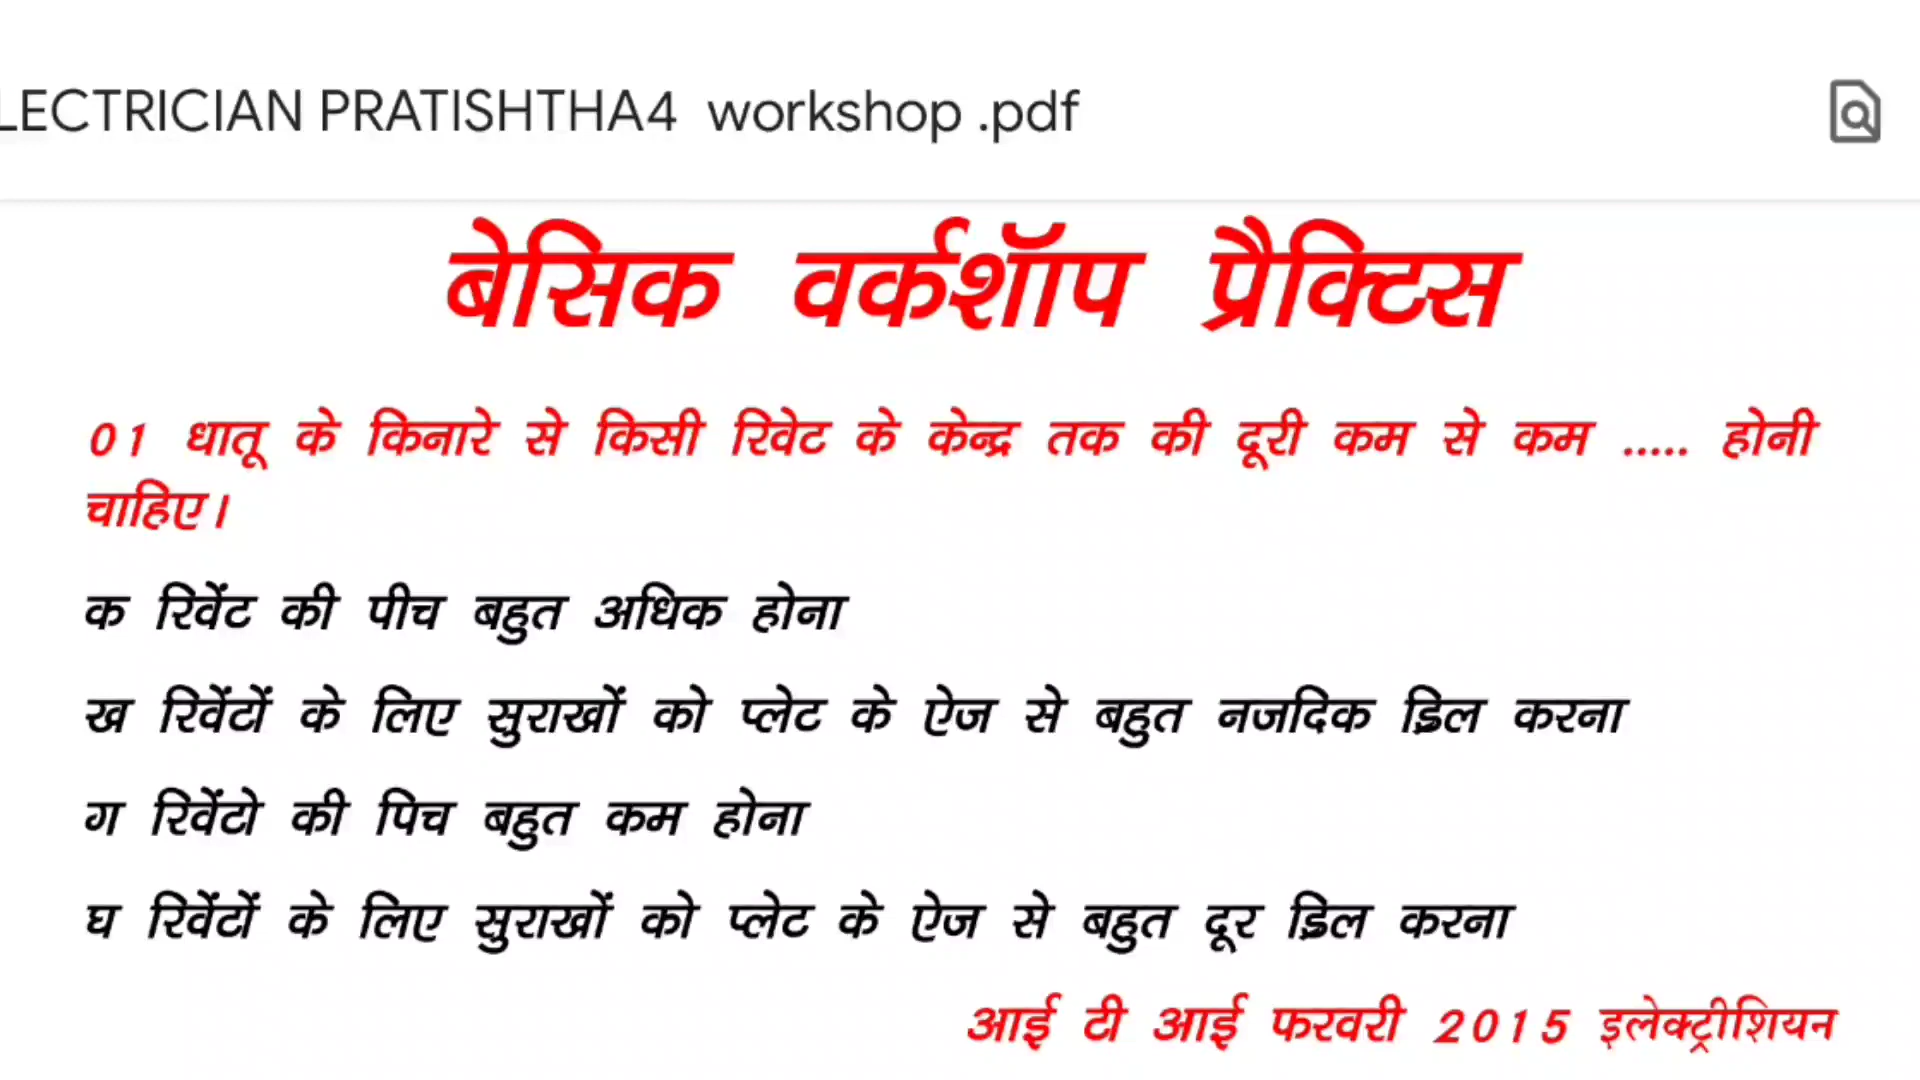 LECTRICIAN PRATISHTHA4 workshop .pdf
बेसिक वर्कशॉप प्रैक्टिस
01 धातू के किनारे से किसी रिवेट के केन्द्र तक की दूरी कम से कम ..... होनी
चाहिए।
क रिवेंट की पीच बहुत अधिक होना
ख रिवेंटों के लिए सुराखों को प्लेट के ऐज से बहुत नजदिक ड्रिल करना
ग रिवेंटो की पिच बहुत कम होना
घ रिवेंटों के लिए सुराखों को प्लेट के ऐज से बहुत दूर ड्रिल करना
आई टी आई फरवरी 2015 इलेक्ट्रीशियन